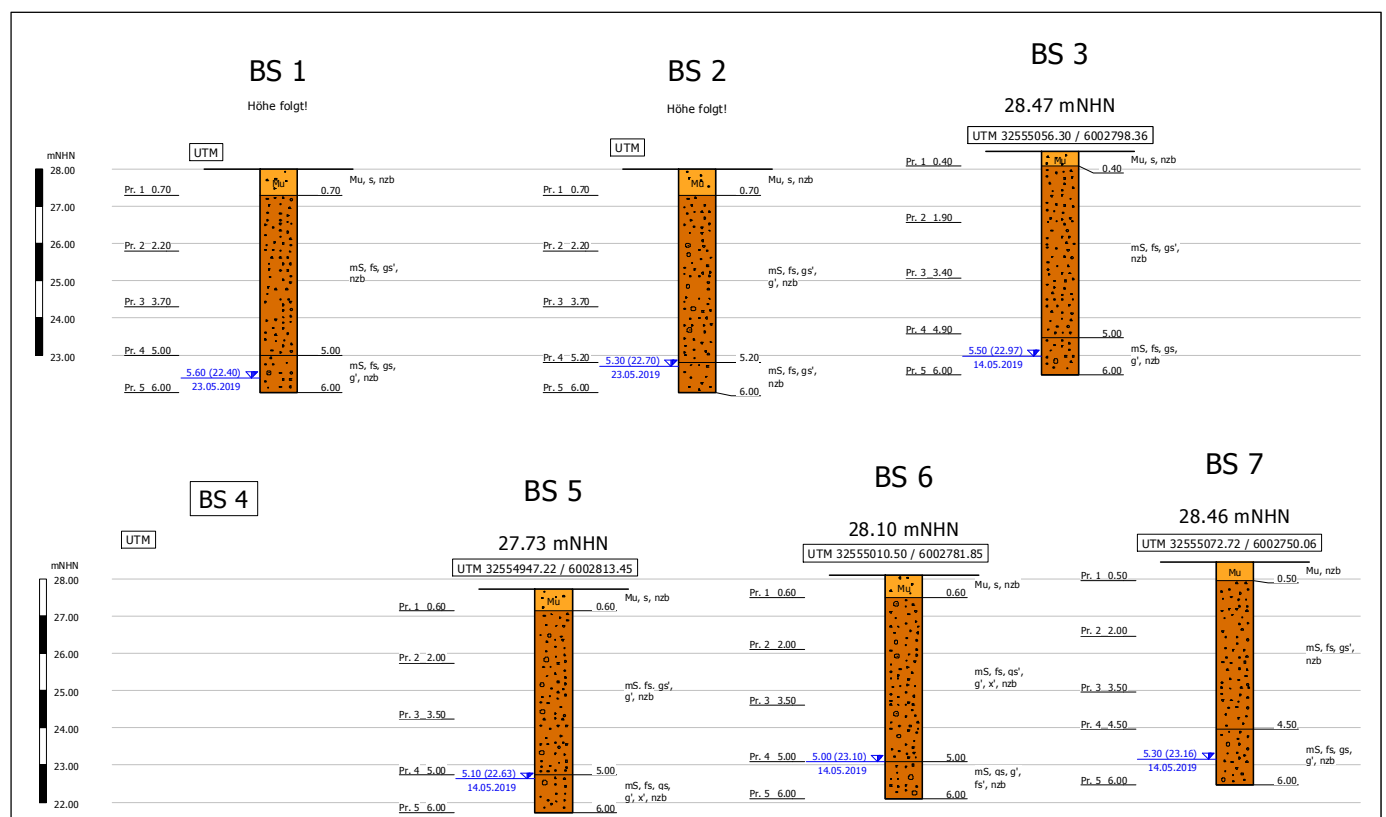 BS 1
Höhe folgt!
UTM
mNHN
28.00
27.00
26.00
25.00
24.00
23.00
Pr. 1 0.70
Pr. 2 2.20
Pr. 3 3.70
Pr. 4 5.00
Pr. 5 6.00
5.60 (22.40)
23.05.2019
Mu
0.70
5.00
6.00
Mu, s, nzb
mS, fs, gs',
nzb
mS, fs, gs,
g', nzb
BS 2
Höhe folgt!
UTM
Pr. 1 0.70
Pr. 2 2.20
Pr. 3 3.70
Pr. 4 5.20
Pr. 5 6.00
5.30 (22.70)
23.05.2019
Mu
0.70
5.20
6.00
Mu, s, nzb
mS, fs, gs',
g', nzb
mS, fs, gs',
nzb
BS 3
28.47 mNHN
UTM 32555056.30 / 6002798.36
Pr. 1 0.40
Pr. 2 1.90
Pr. 3 3.40
Pr. 4 4.90
Pr. 5 6.00
5.50 (22.97)
14.05.2019
Mu
0.40
5.00
6.00
Mu, s, nzb
mS, fs, gs',
nzb
mS, fs, gs,
g', nzb
BS 4
UTM
mNHN
28.00
27.00
26.00
25.00
24.00
23.00
22.00
BS 5
27.73 mNHN
UTM 32554947.22 / 6002813.45
Pr. 1 0.60
Pr. 2 2.00
Pr. 3 3.50
Pr. 4 5.00
Pr. 5 6.00
5.10 (22.63)
14.05.2019
Mu
0.60
5.00
6.00
Mu, s, nzb
mS, fs, gs',
g', nzb
mS, fs, gs,
g', x', nzb
BS 6
28.10 mNHN
UTM 32555010.50 / 6002781.85
Pr. 1 0.60
Pr. 2 2.00
Pr. 3 3.50
Pr. 4 5.00
Pr. 5 6.00
5.00 (23.10)
14.05.2019
Mu
0.60
5.00
6.00
Mu, s, nzb
mS, fs, gs',
g', x', nzb
mS, gs, g',
fs', nzb
BS 7
28.46 mNHN
UTM 32555072.72 / 6002750.06
Pr. 1 0.50
Pr. 2 2.00
Pr. 3 3.50
Pr. 4 4.50
Pr. 5 6.00
5.30 (23.16)
14.05.2019
Mu
0.50
4.50
6.00
Mu, nzb
mS, fs, gs',
nzb
mS, fs, gs,
g', nzb